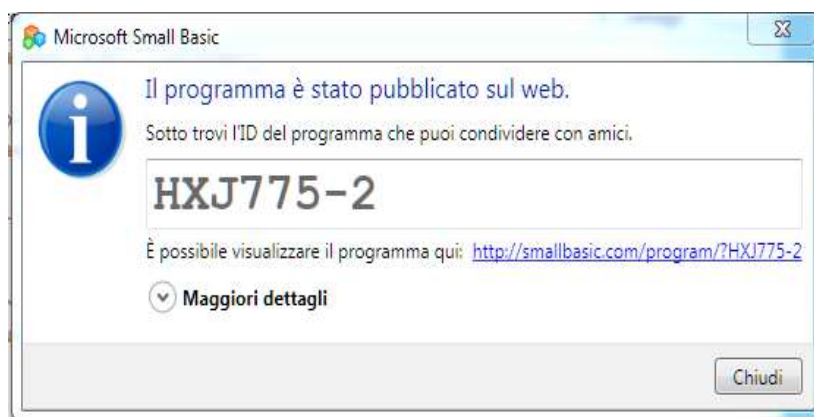 Microsoft Small Basic
Il programma è stato pubblicato sul web.
Sotto trovi l'ID del programma che puoi condividere con amici.
HXJ775-2
È possibile visualizzare il programma qui: http://smallbasic.com/program/?HXJ775-2
Maggiori dettagli
Chiudi